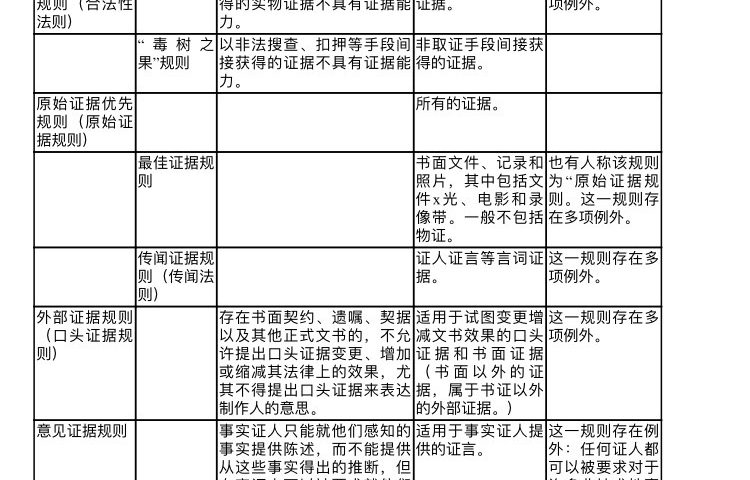 规则（合法性
法则）
得的实物证据不具有证据能
力。
证据。
项例外。
“毒树之
果”规则
以非法搜查、扣押等手段间
接获得的证据不具有证据能
力。
非取证手段间接获
得的证据。
原始证据优先
规则（原始证
据规则）
所有的证据。
最佳证据规
则
书面文件、记录和
照片，其中包括文
件x光、电影和录
像带。一般不包括
物证。
也有人称该规则
为“原始证据规
则。这一规则存
在多项例外。
传闻证据规
则（传闻法
则）
证人证言等言词证
据。
这一规则存在多
项例外。
外部证据规则
（口头证据规
则）
存在书面契约、遗嘱、契据
以及其他正式文书的，不允
许提出口头证据变更、增加
或缩减其法律上的效果，尤
其不得提出口头证据来表达
制作人的意思。
适用于试图变更增
减文书效果的口头
证据和书面证据
（书面以外的证
据，属于书证以外
的外部证据。）
这一规则存在多
项例外。
意见证据规则
事实证人只能就他们感知的
事实提供陈述，而不能提供
从这些事实得出的推断，但
适用于事实证人提
供的证言。
这一规则存在例
外：任何证人都
可以被要求对于